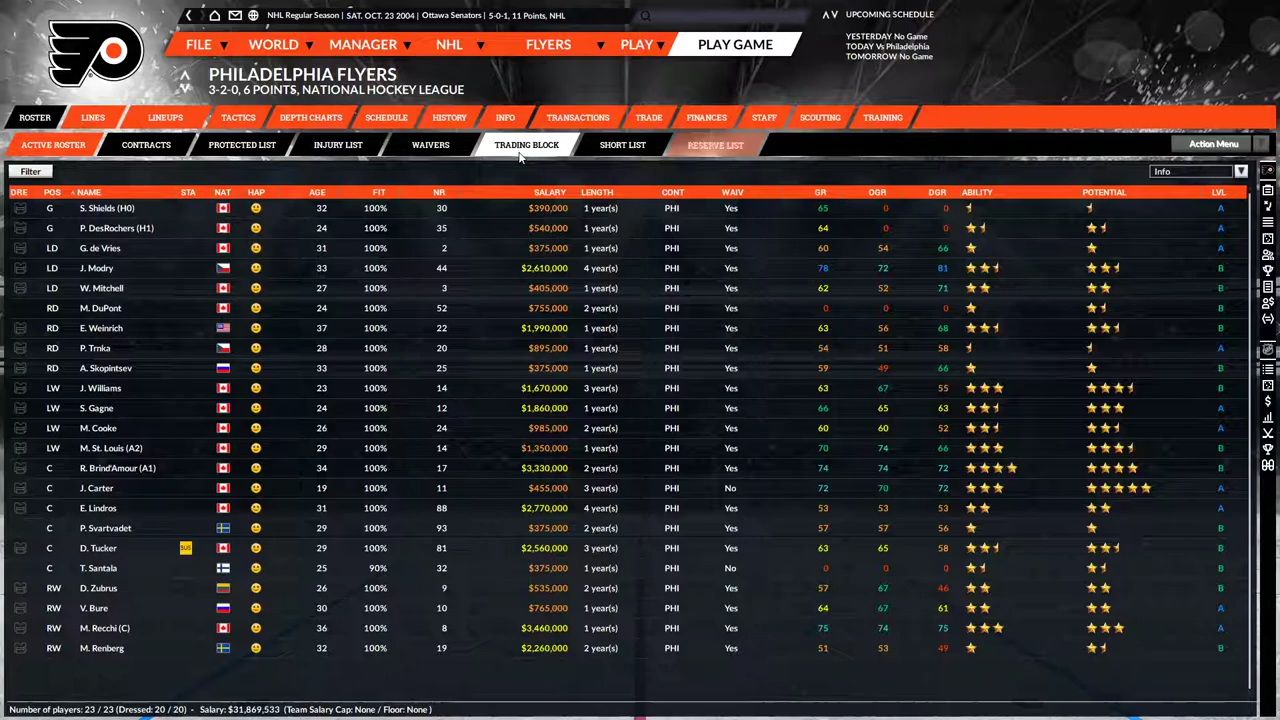 NHL Regular Season | SAT. OCT. 23 2004 | Ottawa Senators | 5-0-1, 11 Points, NHL
UPCOMING SCHEDULE
YESTERDAY No Game
TODAY Vs Philadelphia
TOMORROW No Game
FILE WORLD MANAGER NHL FLYERS PLAY PLAY GAME
PHILADELPHIA FLYERS
3-2-0, 6 POINTS, NATIONAL HOCKEY LEAGUE
ROSTER LINES LINEUPS TACTICS DEPTH CHARTS SCHEDULE HISTORY INFO TRANSACTIONS TRADE FINANCES STAFF SCOUTING TRAINING
ACTIVE ROSTER CONTRACTS PROTECTED LIST INJURY LIST WAIVERS TRADING BLOCK SHORT LIST RESERVE LIST Action Menu
Filter Info
DRE POS NAME STA NAT HAP AGE FIT NR SALARY LENGTH CONT WAIV GR OGR DGR ABILITY POTENTIAL LVL
G S. Shields (H0) 32 100% 30 $390,000 1 year(s) PHI Yes 65 0 0 A
G P. DesRochers (H1) 24 100% 35 $540,000 1 year(s) PHI Yes 64 0 0 A
LD G. de Vries 31 100% 2 $375,000 1 year(s) PHI Yes 60 54 66 A
LD J. Modry 33 100% 44 $2,610,000 4 year(s) PHI Yes 78 72 81 B
LD W. Mitchell 27 100% 3 $405,000 1 year(s) PHI Yes 62 52 71 B
RD M. DuPont 24 100% 52 $755,000 2 year(s) PHI Yes 0 0 0 B
RD E. Weinrich 37 100% 22 $1,990,000 1 year(s) PHI Yes 63 56 68 B
RD P. Trnka 28 100% 20 $895,000 1 year(s) PHI Yes 54 51 58 A
RD A. Skopintsev 33 100% 25 $375,000 1 year(s) PHI Yes 59 49 66 B
LW J. Williams 23 100% 14 $1,670,000 3 year(s) PHI Yes 63 67 55 B
LW S. Gagne 24 100% 12 $1,860,000 1 year(s) PHI Yes 66 65 63 A
LW M. Cooke 26 100% 24 $985,000 2 year(s) PHI Yes 60 60 52 B
LW M. St. Louis (A2) 29 100% 14 $1,350,000 1 year(s) PHI Yes 70 74 66 B
C R. Brind'Amour (A1) 34 100% 17 $3,330,000 2 year(s) PHI Yes 74 74 72 B
C J. Carter 19 100% 11 $455,000 3 year(s) PHI No 72 70 72 A
C E. Lindros 31 100% 88 $2,770,000 4 year(s) PHI Yes 53 53 53 A
C P. Svartvadet 29 100% 93 $375,000 2 year(s) PHI Yes 57 57 56 B
C D. Tucker SUS 29 100% 81 $2,560,000 3 year(s) PHI Yes 63 65 58 B
C T. Santala 25 90% 32 $375,000 1 year(s) PHI No 0 0 0 B
RW D. Zubrus 26 100% 9 $535,000 2 year(s) PHI Yes 57 67 46 B
RW V. Bure 30 100% 10 $765,000 1 year(s) PHI Yes 64 67 61 A
RW M. Recchi (C) 36 100% 8 $3,460,000 1 year(s) PHI Yes 75 74 75 A
RW M. Renberg 32 100% 19 $2,260,000 2 year(s) PHI Yes 51 53 49 B
Number of players: 23 / 23 (Dressed: 20 / 20) - Salary: $31,869,533 (Team Salary Cap: None / Floor: None )